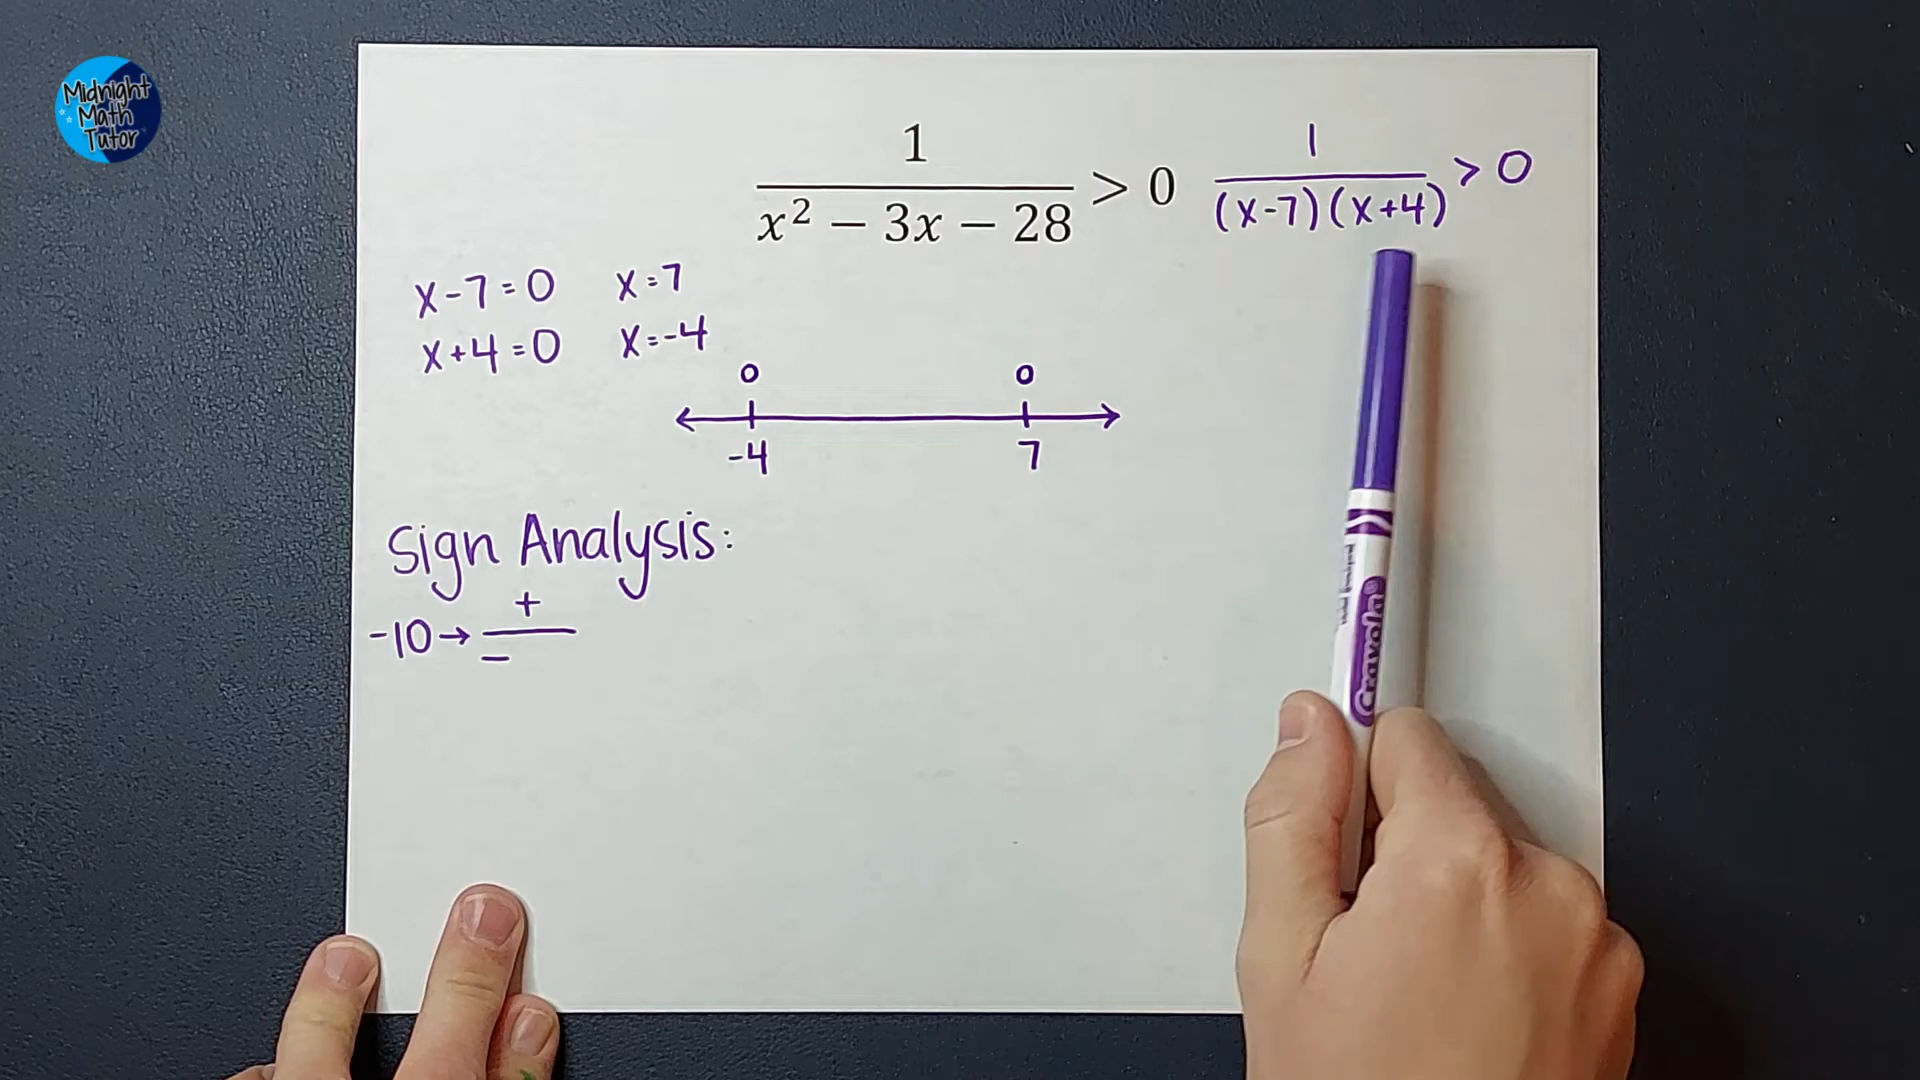 Midnight
Math
Tutor
1 / (x² − 3x − 28) > 0
1 / ((x-7)(x+4)) > 0
x-7=0 x=7
x+4=0 x=-4
o o
-4 7
Sign Analysis:
-10→ + / −
Crayola®